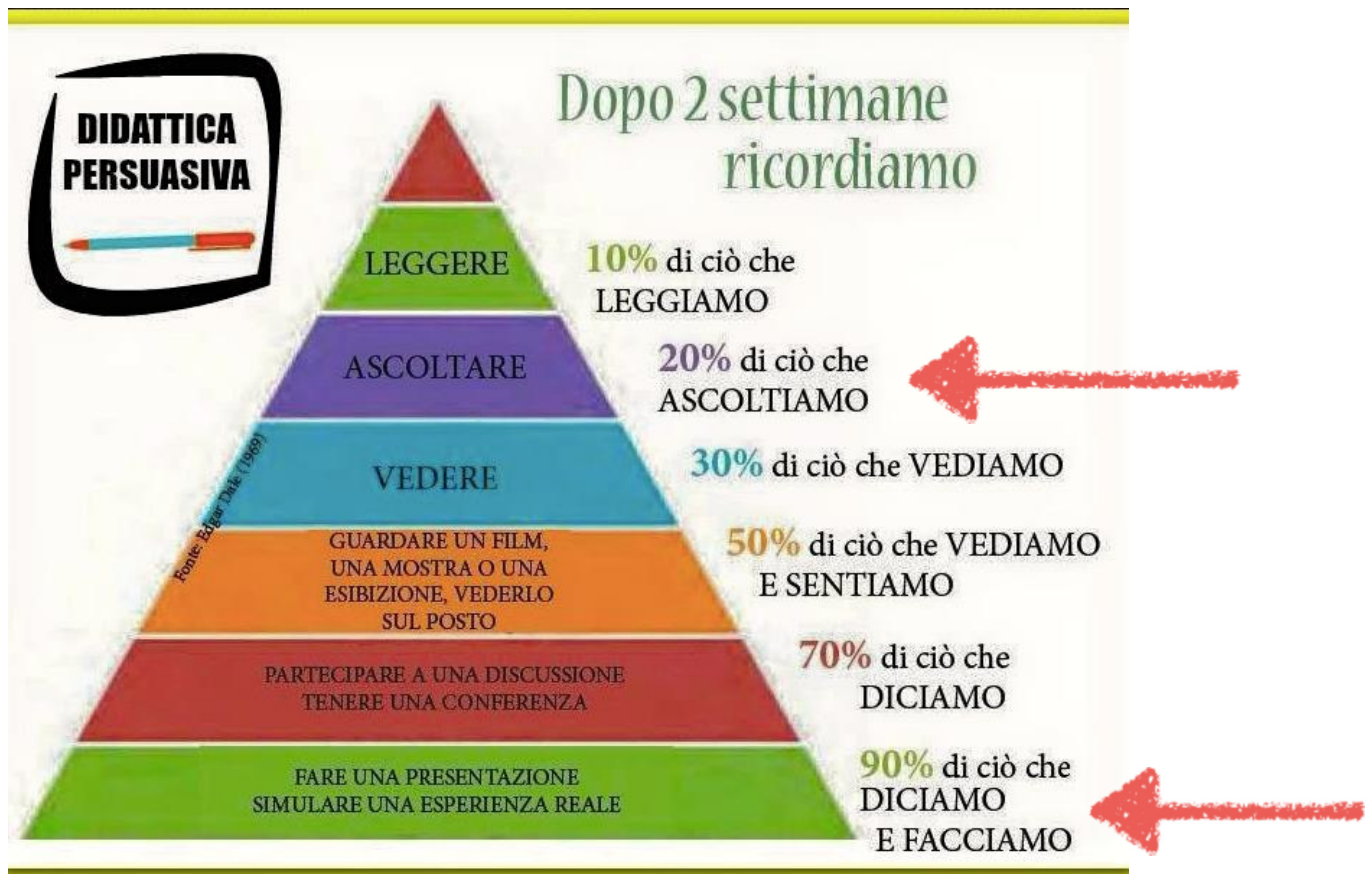 DIDATTICA
PERSUASIVA
Dopo 2 settimane
ricordiamo
LEGGERE
10% di ciò che
LEGGIAMO
ASCOLTARE
20% di ciò che
ASCOLTIAMO
VEDERE
30% di ciò che VEDIAMO
Fonte: Edgar Dale (1969)
GUARDARE UN FILM,
UNA MOSTRA O UNA
ESIBIZIONE, VEDERLO
SUL POSTO
50% di ciò che VEDIAMO
E SENTIAMO
PARTECIPARE A UNA DISCUSSIONE
TENERE UNA CONFERENZA
70% di ciò che
DICIAMO
FARE UNA PRESENTAZIONE
SIMULARE UNA ESPERIENZA REALE
90% di ciò che
DICIAMO
E FACCIAMO